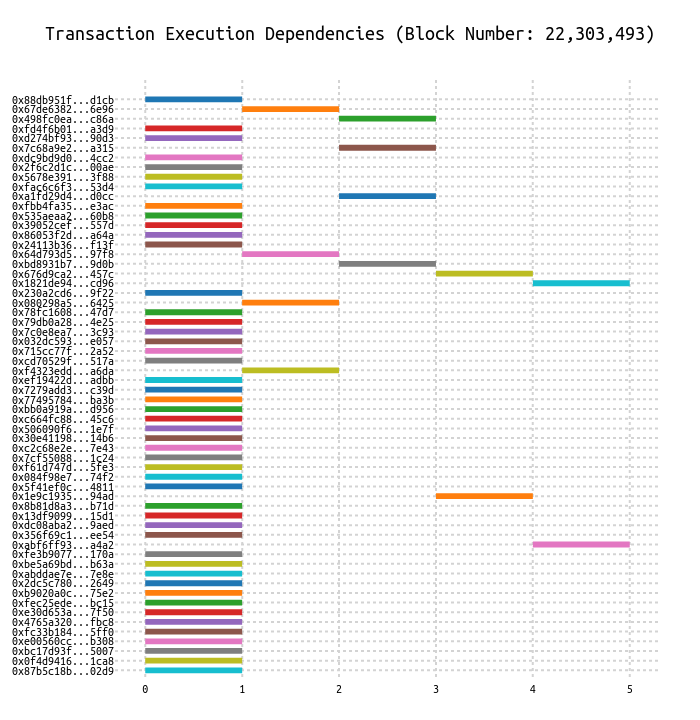 Transaction Execution Dependencies (Block Number: 22,303,493)
0x88db951f...d1cb
0x67de6382...6e96
0x498fc0ea...c86a
0xfd4f6b01...a3d9
0xd274bf93...90d3
0x7c68a9e2...a315
0xdc9bd9d0...4cc2
0x2f6c2d1c...00ae
0x5678e391...3f88
0xfac6c6f3...53d4
0xa1fd29d4...d0cc
0xfbb4fa35...e3ac
0x535aeaa2...60b8
0x39052cef...557d
0x86053f2d...a64a
0x24113b36...f13f
0x64d793d5...97f8
0xbd8931b7...9d0b
0x676d9ca2...457c
0x1821de94...cd96
0x230a2cd6...9f22
0x080298a5...6425
0x78fc1608...47d7
0x79db0a28...4e25
0x7c0e8ea7...3c93
0x032dc593...e057
0x715cc77f...2a52
0xcd70529f...517a
0xf4323edd...a6da
0xef19422d...adbb
0x7279add3...c39d
0x77495784...ba3b
0xbb0a919a...d956
0xc664fc88...45c6
0x506090f6...1e7f
0x30e41198...14b6
0xc2c68e2e...7e43
0x7cf55088...1c24
0xf61d747d...5fe3
0x084f98e7...74f2
0x5f41ef0c...4811
0x1e9c1935...94ad
0x8b81d8a3...b71d
0x13df9099...15d1
0xdc08aba2...9aed
0x356f69c1...ee54
0xabf6ff93...a4a2
0xfe3b9077...170a
0xbe5a69bd...b63a
0xabddae7e...7e8e
0x2dc5c780...2649
0xb9020a0c...75e2
0xfec25ede...bc15
0xe30d653a...7f50
0x4765a320...fbc8
0xfc33b184...5ff0
0xe00560cc...b308
0xbc17d93f...5007
0x0f4d9416...1ca8
0x87b5c18b...02d9
0 1 2 3 4 5